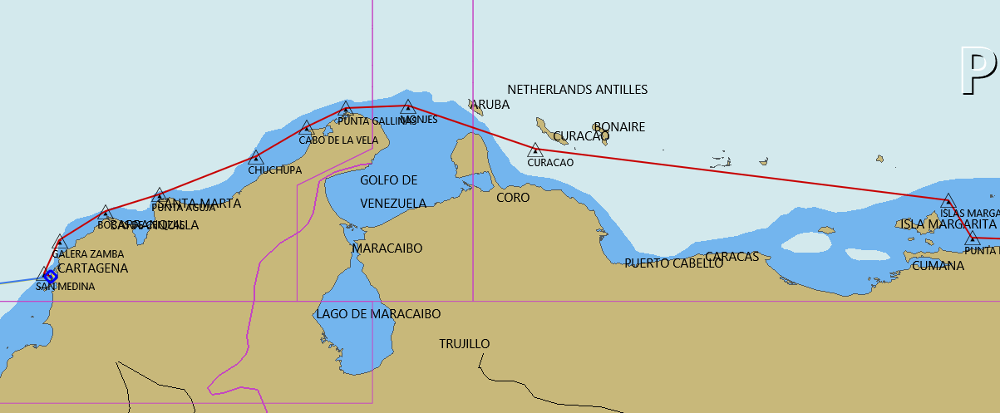 P
NETHERLANDS ANTILLES
ARUBA
PUNTA GALLINAS
MONJES
BONAIRE
CURACAO
CABO DE LA VELA
CURACAO
CHUCHUPA
GOLFO DE
VENEZUELA
CORO
SANTA MARTA
PUNTA AGUJA
ISLAS MARGA
ISLA MARGARITA
BARRANQUILLA
MARACAIBO
PUNTA
GALERA ZAMBA
CARACAS
PUERTO CABELLO
CUMANA
CARTAGENA
SAN MEDINA
LAGO DE MARACAIBO
TRUJILLO